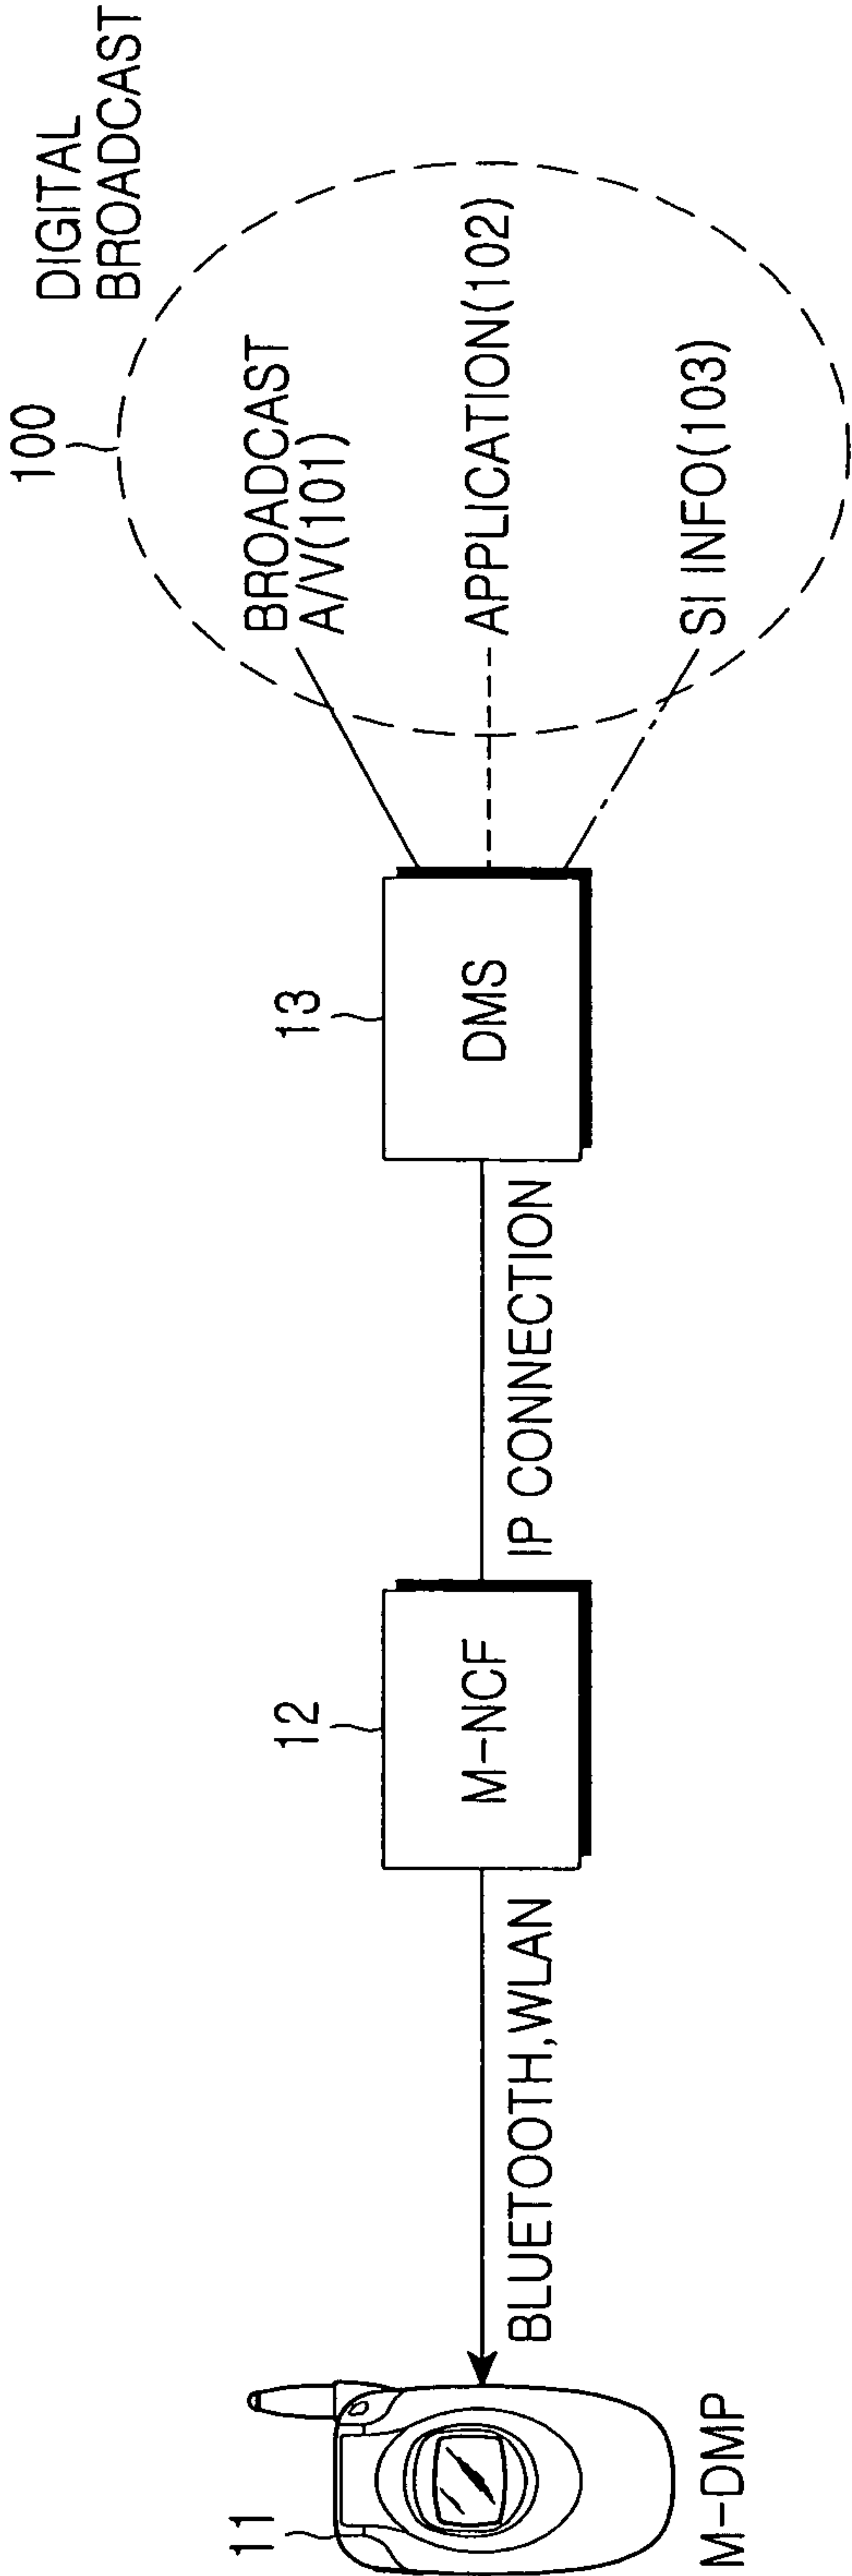 DIGITAL
BROADCAST
100
BROADCAST
A/V(101)
APPLICATION(102)
SI INFO(103)
13
DMS
IP CONNECTION
12
M-NCF
BLUETOOTH,WLAN
11
M-DMP